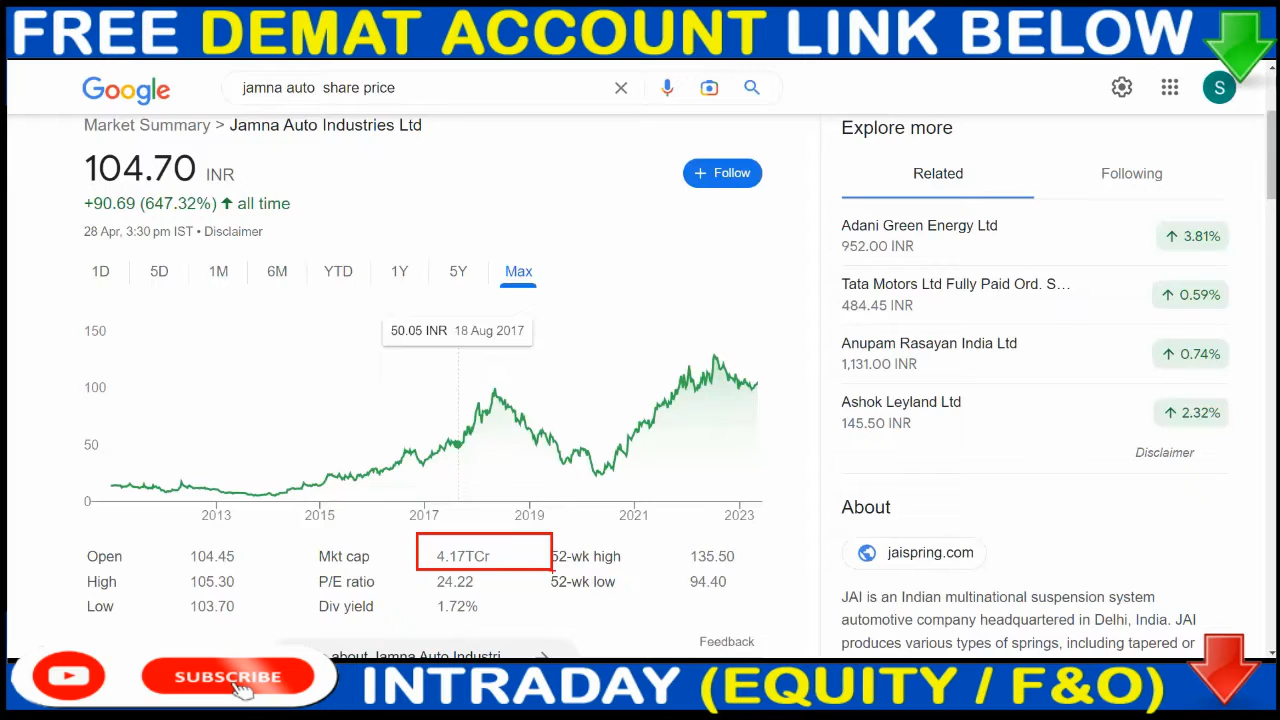 FREE DEMAT ACCOUNT LINK BELOW
Google
jamna auto share price
S
Market Summary > Jamna Auto Industries Ltd
104.70 INR
+ Follow
+90.69 (647.32%) ↑ all time
28 Apr, 3:30 pm IST • Disclaimer
1D 5D 1M 6M YTD 1Y 5Y Max
50.05 INR 18 Aug 2017
150
100
50
0
2013 2015 2017 2019 2021 2023
Open 104.45 Mkt cap 4.17TCr 52-wk high 135.50
High 105.30 P/E ratio 24.22 52-wk low 94.40
Low 103.70 Div yield 1.72%
Feedback
about Jamna Auto Industri
Explore more
Related Following
Adani Green Energy Ltd
952.00 INR
↑ 3.81%
Tata Motors Ltd Fully Paid Ord. S...
484.45 INR
↑ 0.59%
Anupam Rasayan India Ltd
1,131.00 INR
↑ 0.74%
Ashok Leyland Ltd
145.50 INR
↑ 2.32%
Disclaimer
About
jaispring.com
JAI is an Indian multinational suspension system
automotive company headquartered in Delhi, India. JAI
produces various types of springs, including tapered or
SUBSCRIBE
INTRADAY (EQUITY / F&O)